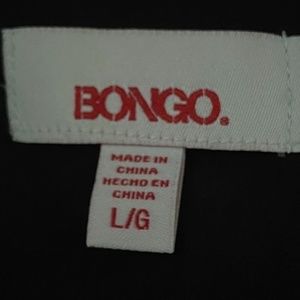 BONGO.
MADE IN
CHINA
HECHO EN
CHINA
L/G